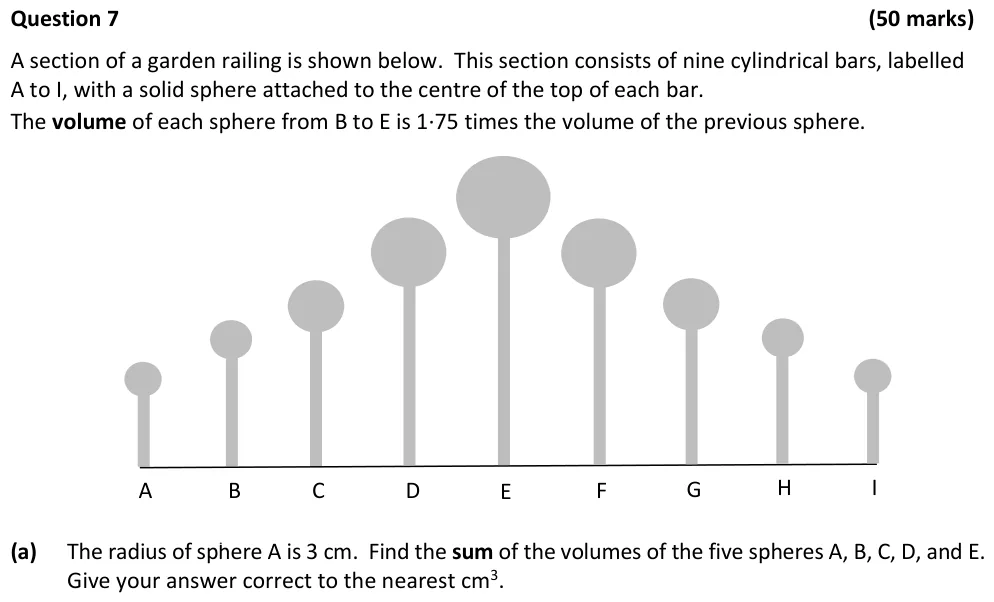 Question 7 (50 marks)
A section of a garden railing is shown below. This section consists of nine cylindrical bars, labelled
A to I, with a solid sphere attached to the centre of the top of each bar.
The volume of each sphere from B to E is 1·75 times the volume of the previous sphere.
A B C D E F G H I
(a) The radius of sphere A is 3 cm. Find the sum of the volumes of the five spheres A, B, C, D, and E.
Give your answer correct to the nearest cm³.